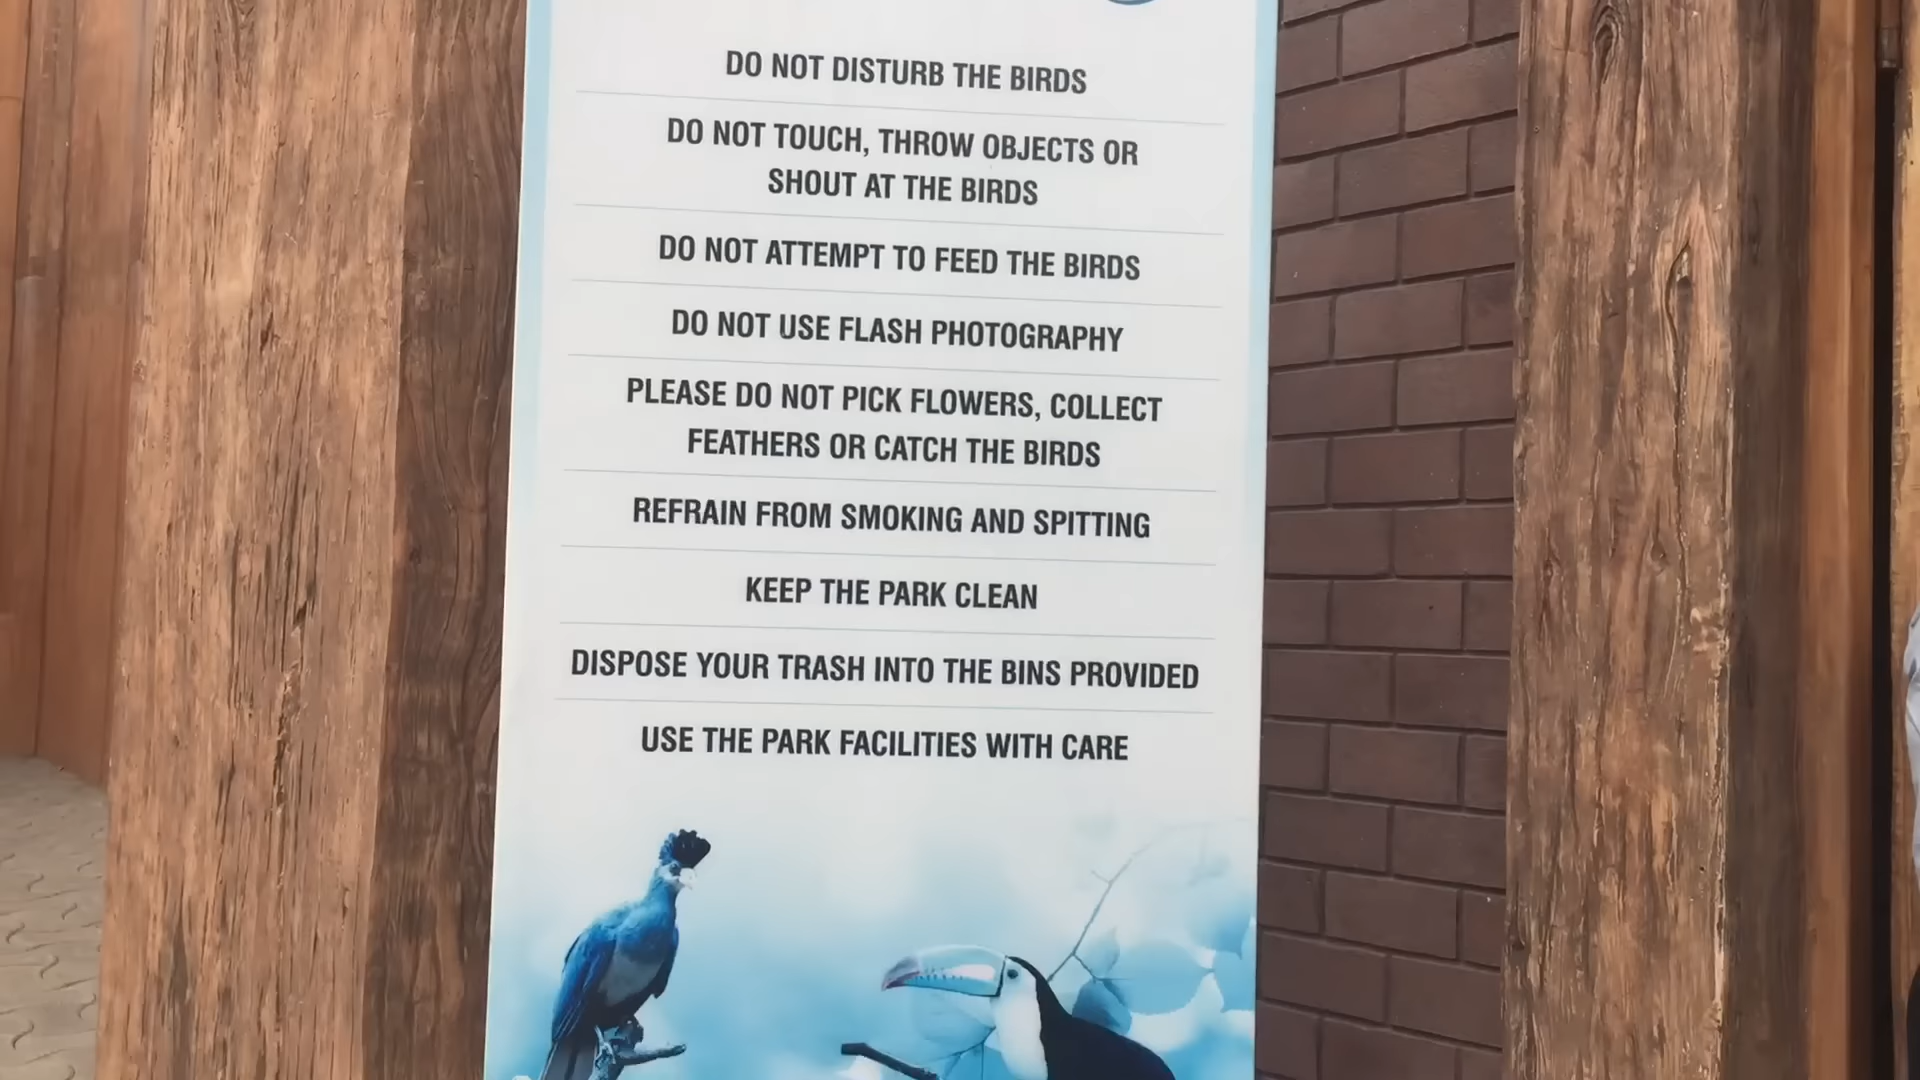 DO NOT DISTURB THE BIRDS
DO NOT TOUCH, THROW OBJECTS OR
SHOUT AT THE BIRDS
DO NOT ATTEMPT TO FEED THE BIRDS
DO NOT USE FLASH PHOTOGRAPHY
PLEASE DO NOT PICK FLOWERS, COLLECT
FEATHERS OR CATCH THE BIRDS
REFRAIN FROM SMOKING AND SPITTING
KEEP THE PARK CLEAN
DISPOSE YOUR TRASH INTO THE BINS PROVIDED
USE THE PARK FACILITIES WITH CARE